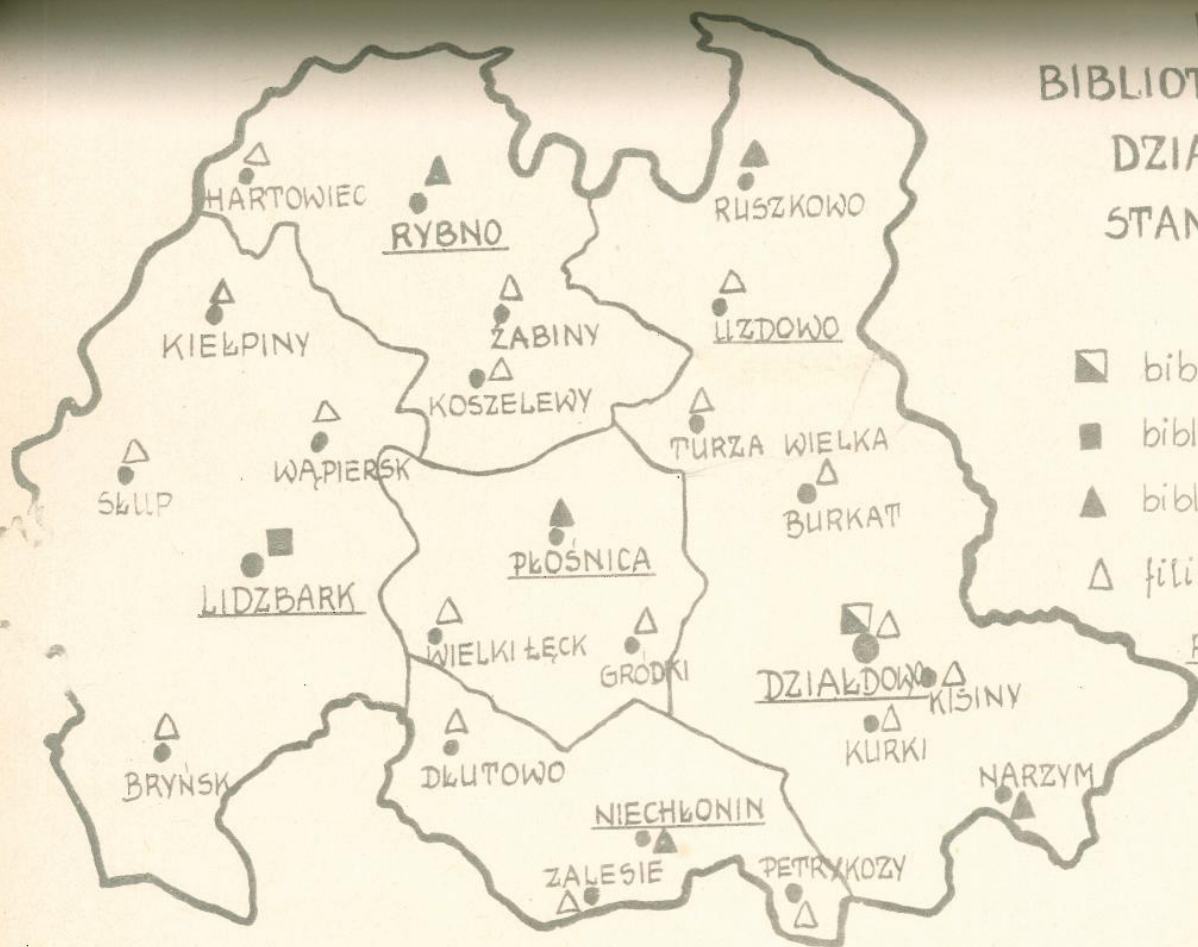 BIBLIOT
DZIA
STAN
HARTOWIEC
RYBNO
RUSZKOWO
KIEŁPINY
ŻABINY
UZDOWO
KOSZELEWY
bib
WĄPIERSK
TURZA WIELKA
bibl
SŁUP
BURKAT
bibl
PŁOŚNICA
fili
LIDZBARK
WIELKI ŁĘCK
GRÓDKI
DZIAŁDOWO
KISINY
KURKI
BRYŃSK
DŁUTOWO
NARZYM
NIECHŁONIN
ZALESIE
PETRYKOZY